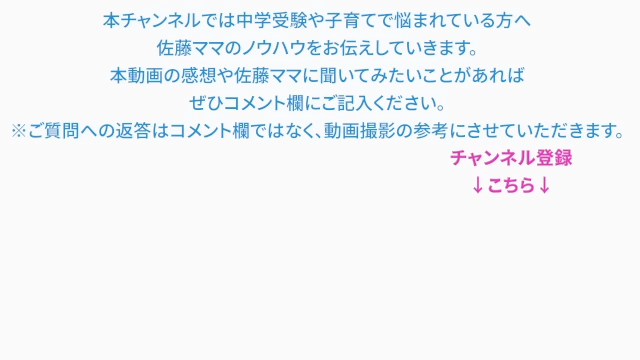 本チャンネルでは中学受験や子育てで悩まれている方へ
佐藤ママのノウハウをお伝えしていきます。
本動画の感想や佐藤ママに聞いてみたいことがあれば
ぜひコメント欄にご記入ください。
※ご質問への返答はコメント欄ではなく、動画撮影の参考にさせていただきます。
チャンネル登録
↓こちら↓